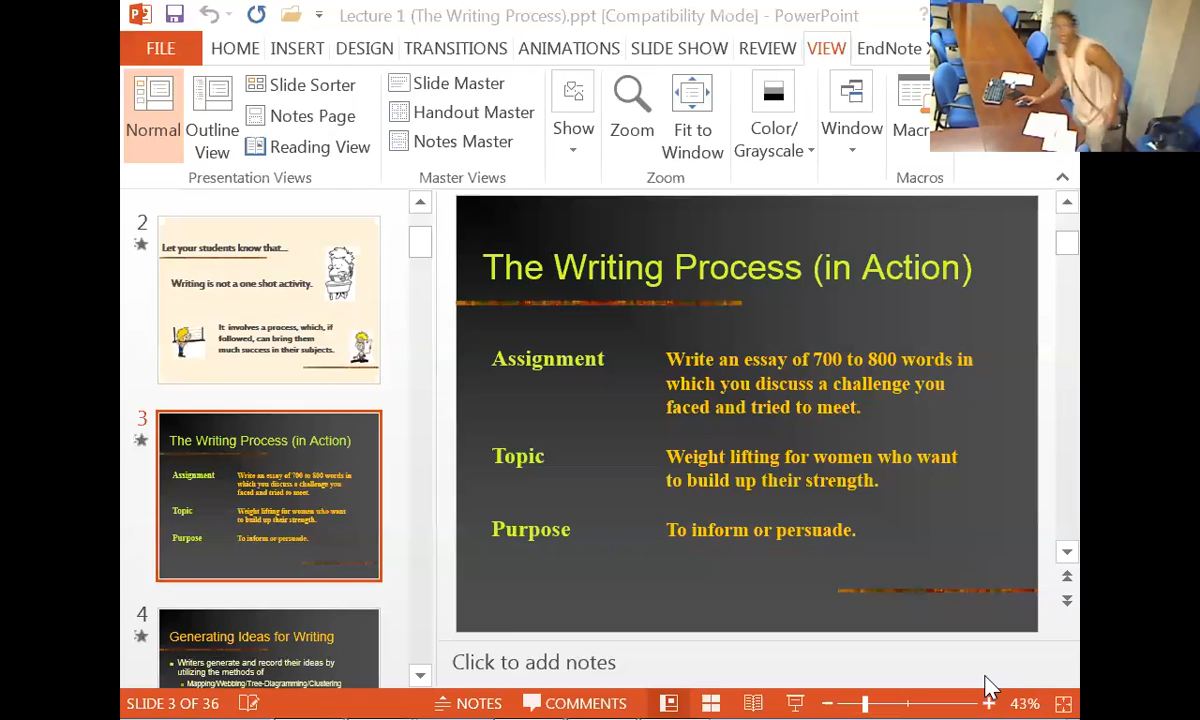 Lecture 1 (The Writing Process).ppt [Compatibility Mode] - PowerPoint
?
FILE
HOME
INSERT
DESIGN
TRANSITIONS
ANIMATIONS
SLIDE SHOW
REVIEW
VIEW
EndNote
Normal
Outline
View
Slide Sorter
Notes Page
Reading View
Presentation Views
Slide Master
Handout Master
Notes Master
Master Views
Show
Zoom
Fit to
Window
Zoom
Color/
Grayscale
Window
Macros
2
Let your students know that...
Writing is not a one shot activity.
It involves a process, which, if
followed, can bring them
much success in their subjects.
3
The Writing Process (in Action)
Assignment
Write an essay of 700 to 800 words in
which you discuss a challenge you
faced and tried to meet.
Topic
Weight lifting for women who want
to build up their strength.
Purpose
To inform or persuade.
4
Generating Ideas for Writing
Writers generate and record their ideas by
utilizing the methods of
Mapping/Webbing/Tree-Diagramming/Clustering
The Writing Process (in Action)
Assignment
Write an essay of 700 to 800 words in
which you discuss a challenge you
faced and tried to meet.
Topic
Weight lifting for women who want
to build up their strength.
Purpose
To inform or persuade.
Click to add notes
SLIDE 3 OF 36
NOTES
COMMENTS
43%